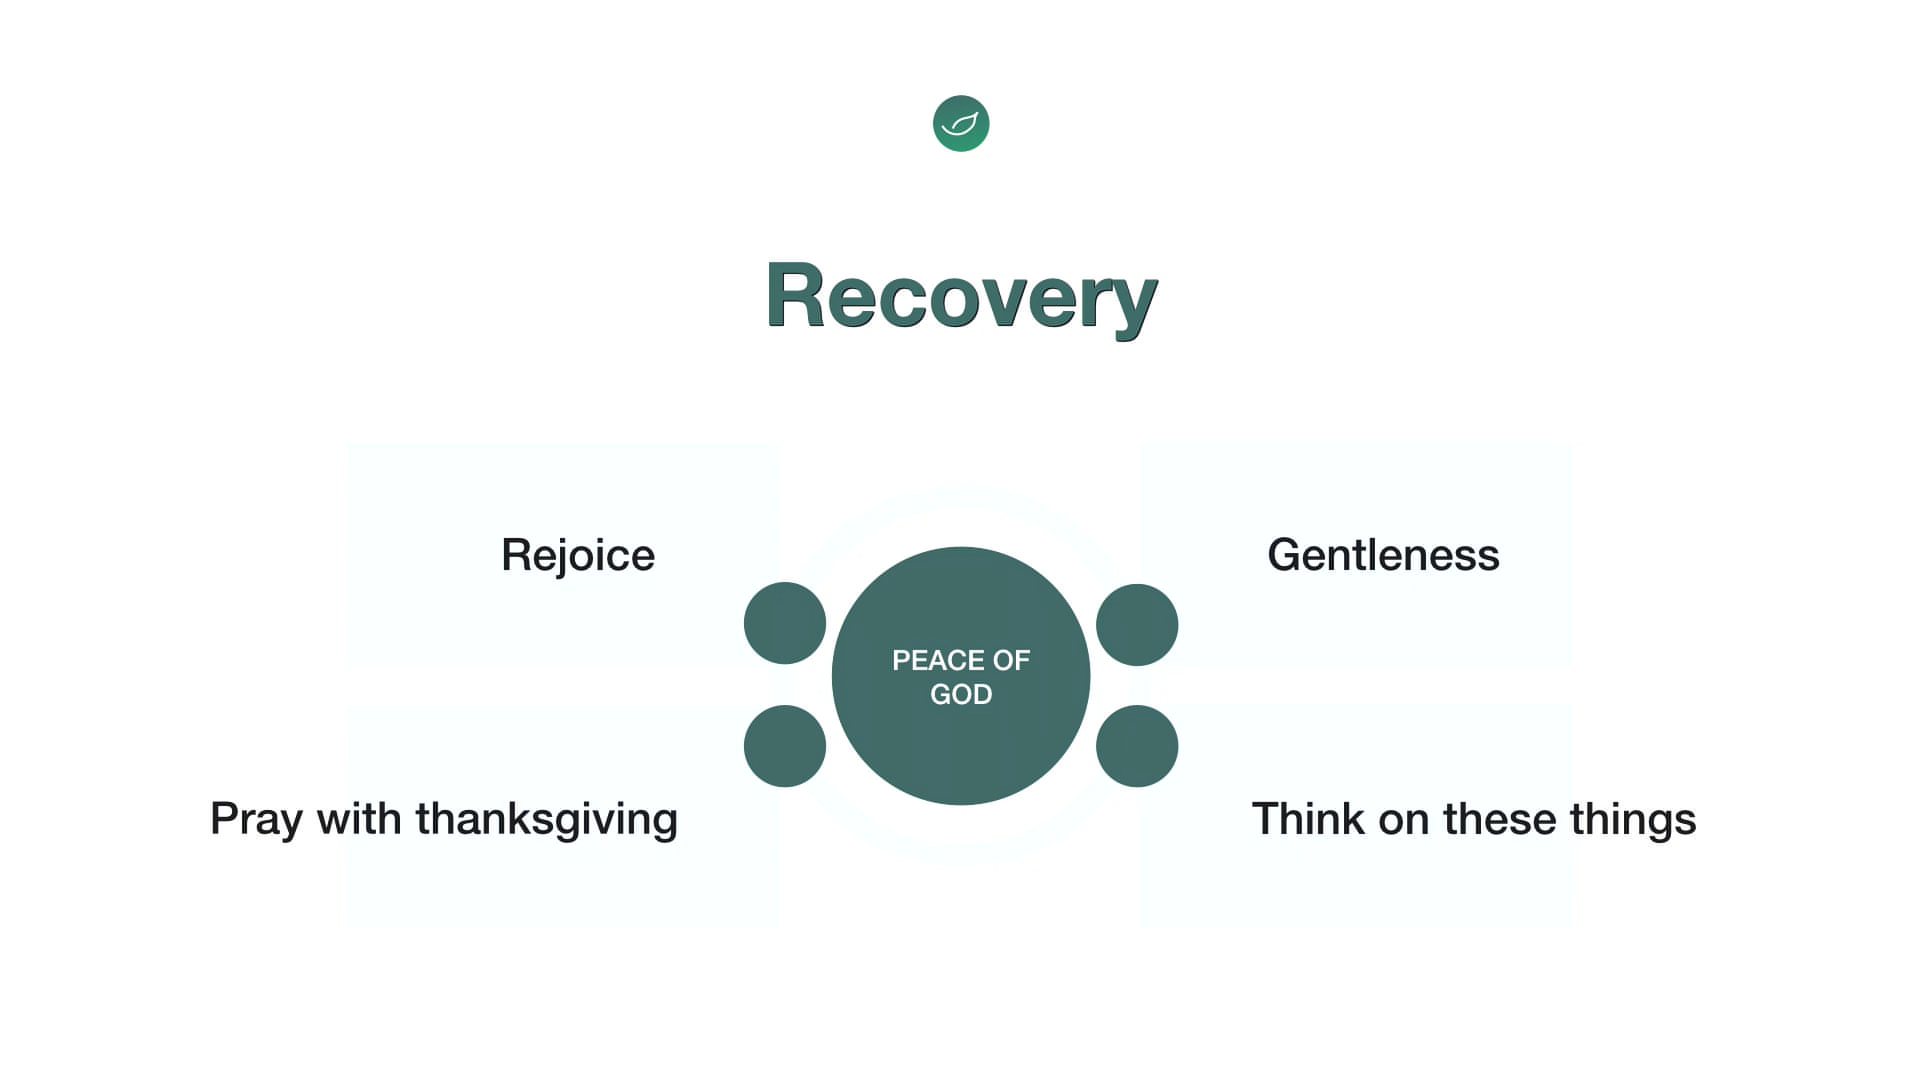 Recovery
Rejoice
Gentleness
PEACE OF
GOD
Pray with thanksgiving
Think on these things